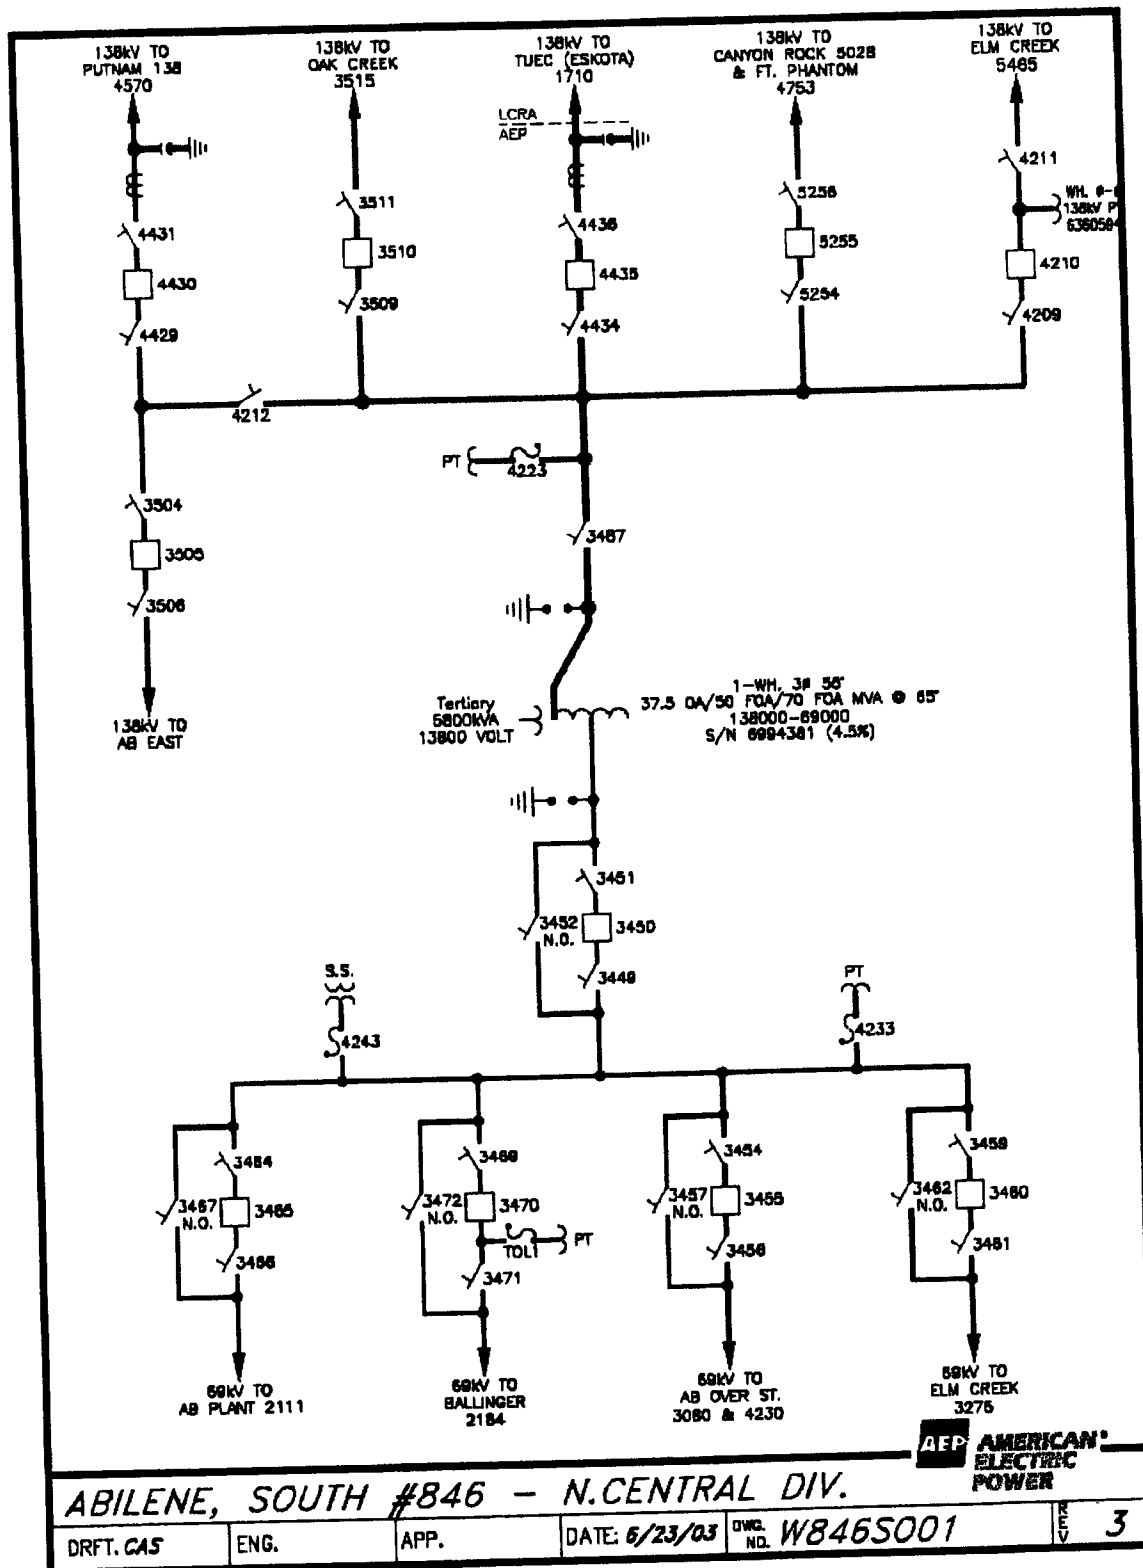 138kV TO
PUTNAM 138
4570
138kV TO
OAK CREEK
3515
138kV TO
TUEC (ESKOTA)
1710
138kV TO
CANYON ROCK 5028
& FT. PHANTOM
4753
138kV TO
ELM CREEK
5465
LCRA
AEP
4431
4430
4429
3511
3510
3509
4436
4435
4434
5256
5255
5254
4211
WH.
138kV
4210
4209
4212
PT
4223
3504
3505
3506
3487
138kV TO
AB EAST
Tertiary
5800kVA
13800 VOLT
1-WH. 55°
37.5 OA/50 FOA/70 FOA MVA @ 65°
138000-69000
S/N 6994381 (4.5%)
3451
3452
N.O.
3450
3449
S.S.
4243
PT
4233
3464
3467
N.O.
3465
3466
3469
3472
N.O.
3470
TOL1
PT
3471
3454
3457
N.O.
3455
3456
3459
3462
N.O.
3460
3461
69kV TO
AB PLANT 2111
69kV TO
BALLINGER
2184
69kV TO
AB OVER ST.
3080 & 4230
69kV TO
ELM CREEK
3275
AEP AMERICAN
ELECTRIC
POWER
ABILENE, SOUTH #846 - N.CENTRAL DIV.
DRFT. CAS
ENG.
APP.
DATE: 6/23/03
DWG.
NO. W846S001
REV 3